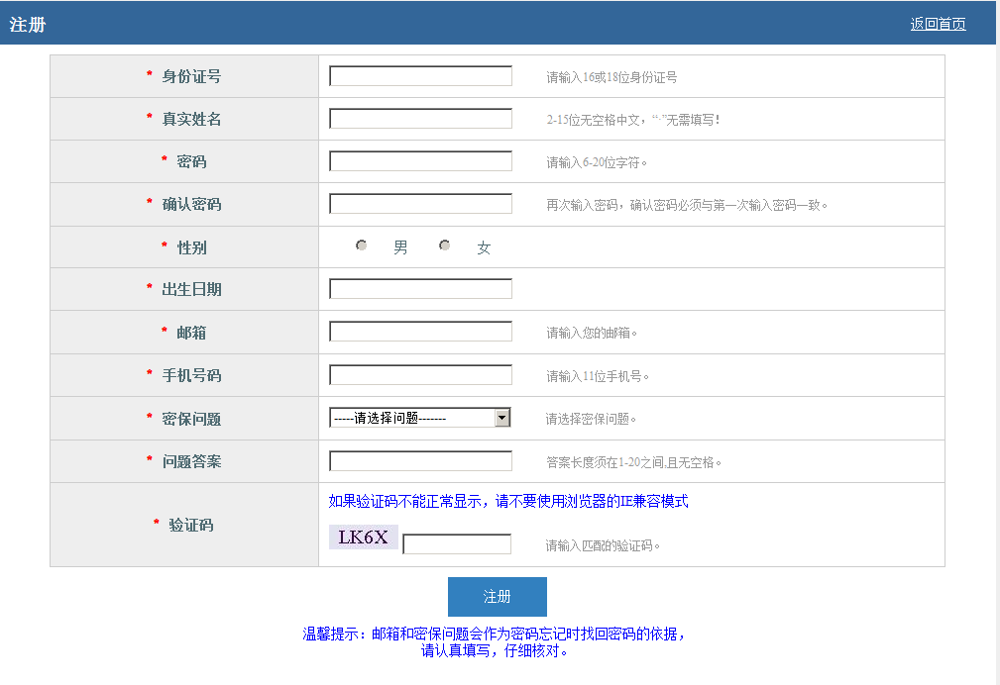 注册
返回首页
* 身份证号 请输入16或18位身份证号
* 真实姓名 2-15位无空格中文，“·”无需填写！
* 密码 请输入6-20位字符。
* 确认密码 再次输入密码，确认密码必须与第一次输入密码一致。
* 性别 男 女
* 出生日期
* 邮箱 请输入您的邮箱。
* 手机号码 请输入11位手机号。
* 密保问题 -----请选择问题------- 请选择密保问题。
* 问题答案 答案长度须在1-20之间,且无空格。
如果验证码不能正常显示，请不要使用浏览器的IE兼容模式
* 验证码
LK6X 请输入匹配的验证码。
注册
温馨提示：邮箱和密保问题会作为密码忘记时找回密码的依据，
请认真填写，仔细核对。